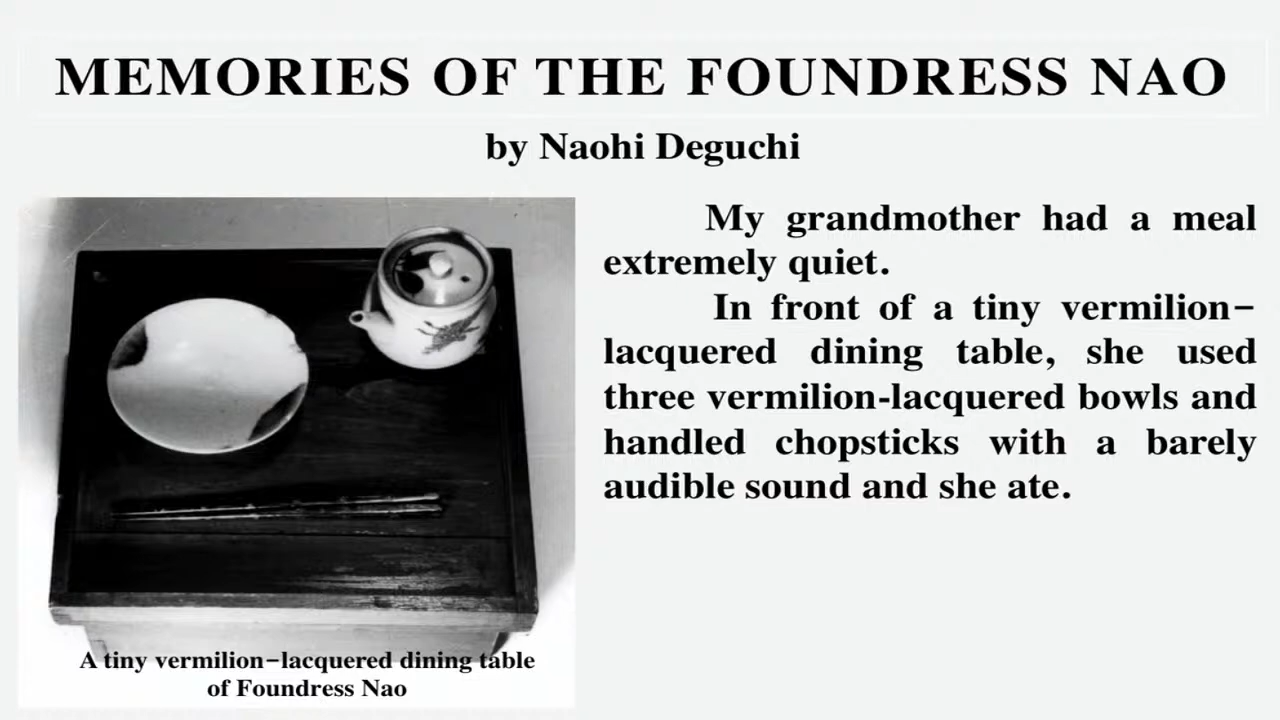 MEMORIES OF THE FOUNDRESS NAO
by Naohi Deguchi
My grandmother had a meal
extremely quiet.
In front of a tiny vermilion–
lacquered dining table, she used
three vermilion-lacquered bowls and
handled chopsticks with a barely
audible sound and she ate.
A tiny vermilion–lacquered dining table
of Foundress Nao